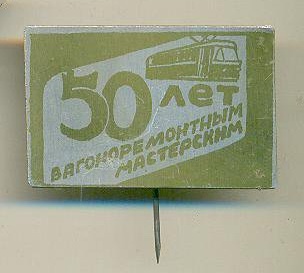 50 лет
вагоноремонтным
мастерским